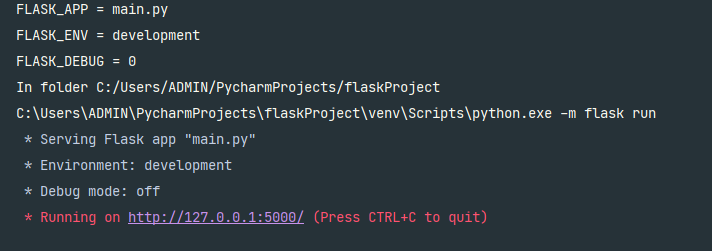 FLASK_APP = main.py
FLASK_ENV = development
FLASK_DEBUG = 0
In folder C:/Users/ADMIN/PycharmProjects/flaskProject
C:\Users\ADMIN\PycharmProjects\flaskProject\venv\Scripts\python.exe -m flask run
* Serving Flask app "main.py"
* Environment: development
* Debug mode: off
* Running on http://127.0.0.1:5000/ (Press CTRL+C to quit)